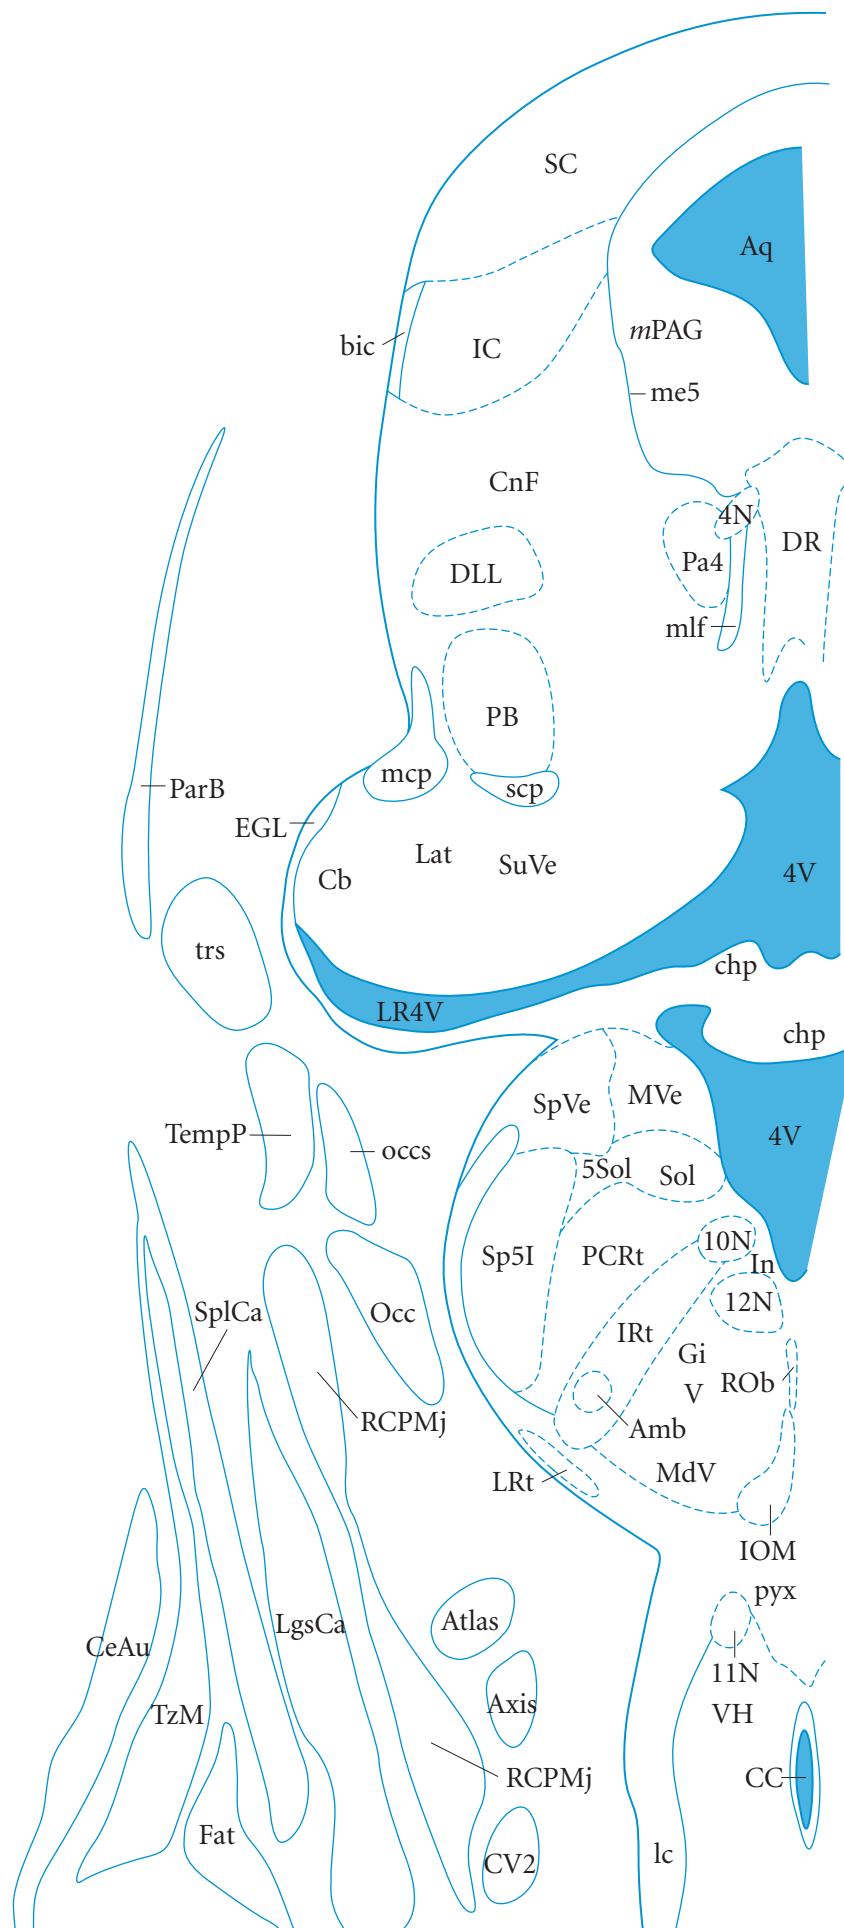 SC
Aq
mPAG
bic
IC
me5
CnF
4N
DR
Pa4
DLL
mlf
PB
mcp
scp
ParB
EGL
Lat
SuVe
4V
Cb
trs
chp
LR4V
chp
SpVe
MVe
TempP
4V
occs
5Sol
Sol
10N
Sp5I
PCRt
In
12N
SplCa
Occ
IRt
Gi
V
ROb
RCPMj
Amb
LRt
MdV
IOM
pyx
LgsCa
Atlas
CeAu
11N
Axis
TzM
VH
RCPMj
CC
Fat
CV2
lc